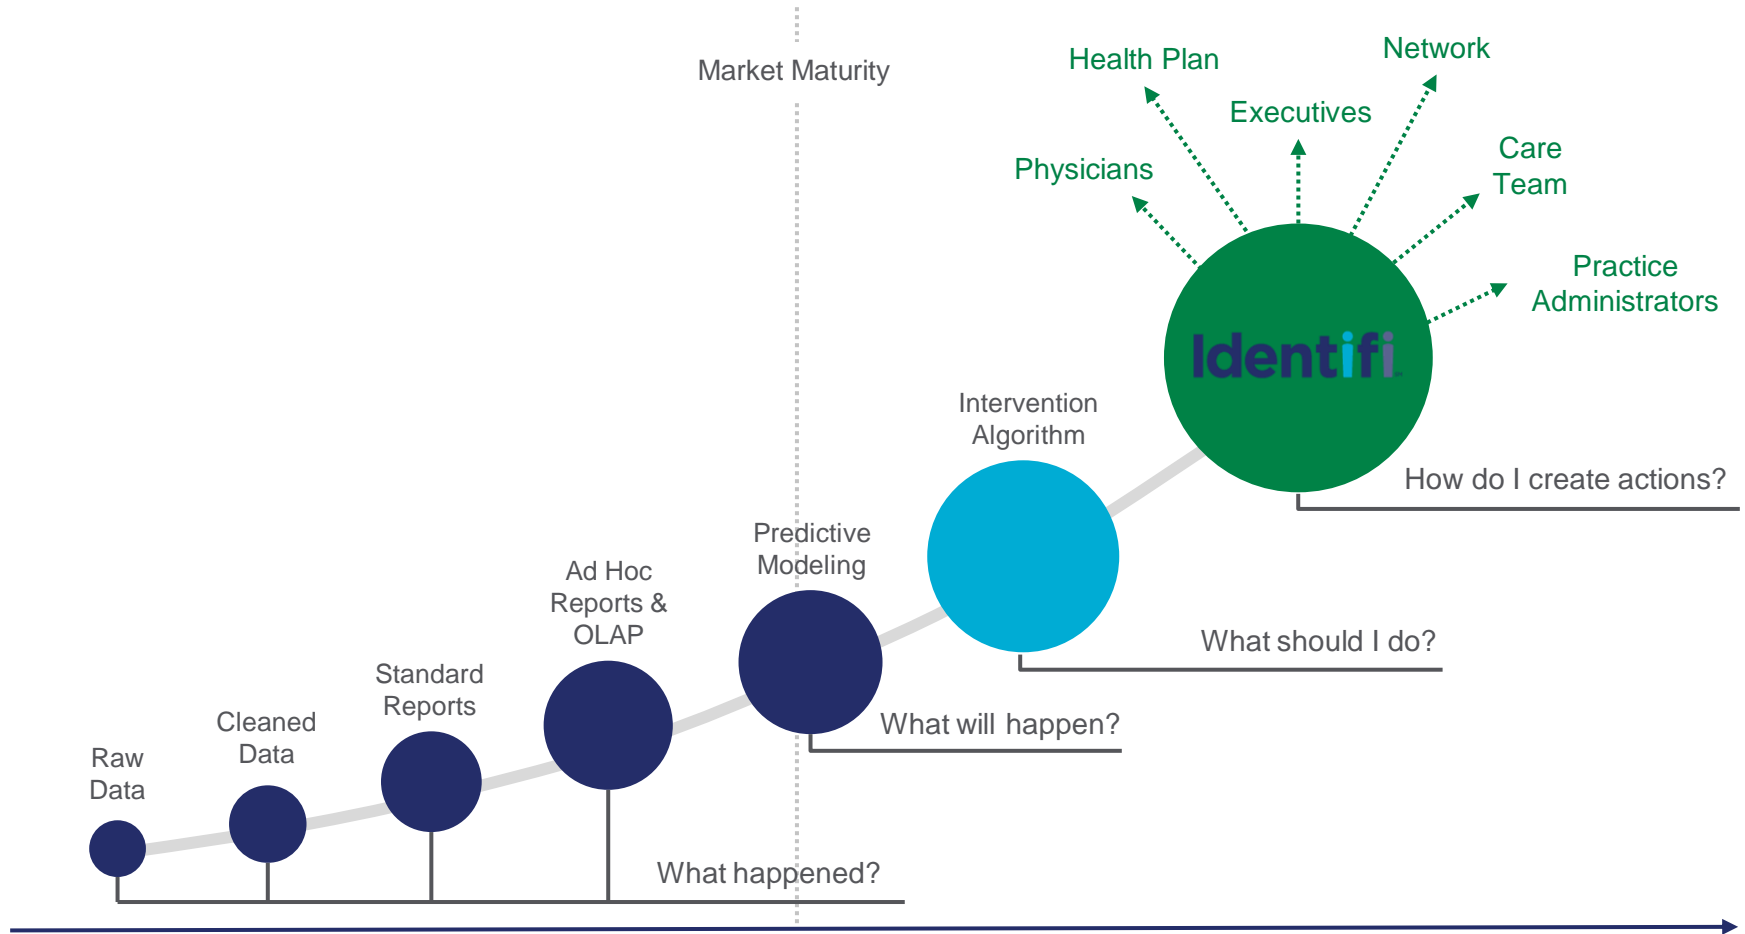 Market Maturity
Health Plan
Network
Executives
Physicians
Care
Team
Practice
Administrators
Identifi
Intervention
Algorithm
How do I create actions?
Predictive
Modeling
Ad Hoc
Reports &
OLAP
What should I do?
Standard
Reports
What will happen?
Cleaned
Data
Raw
Data
What happened?